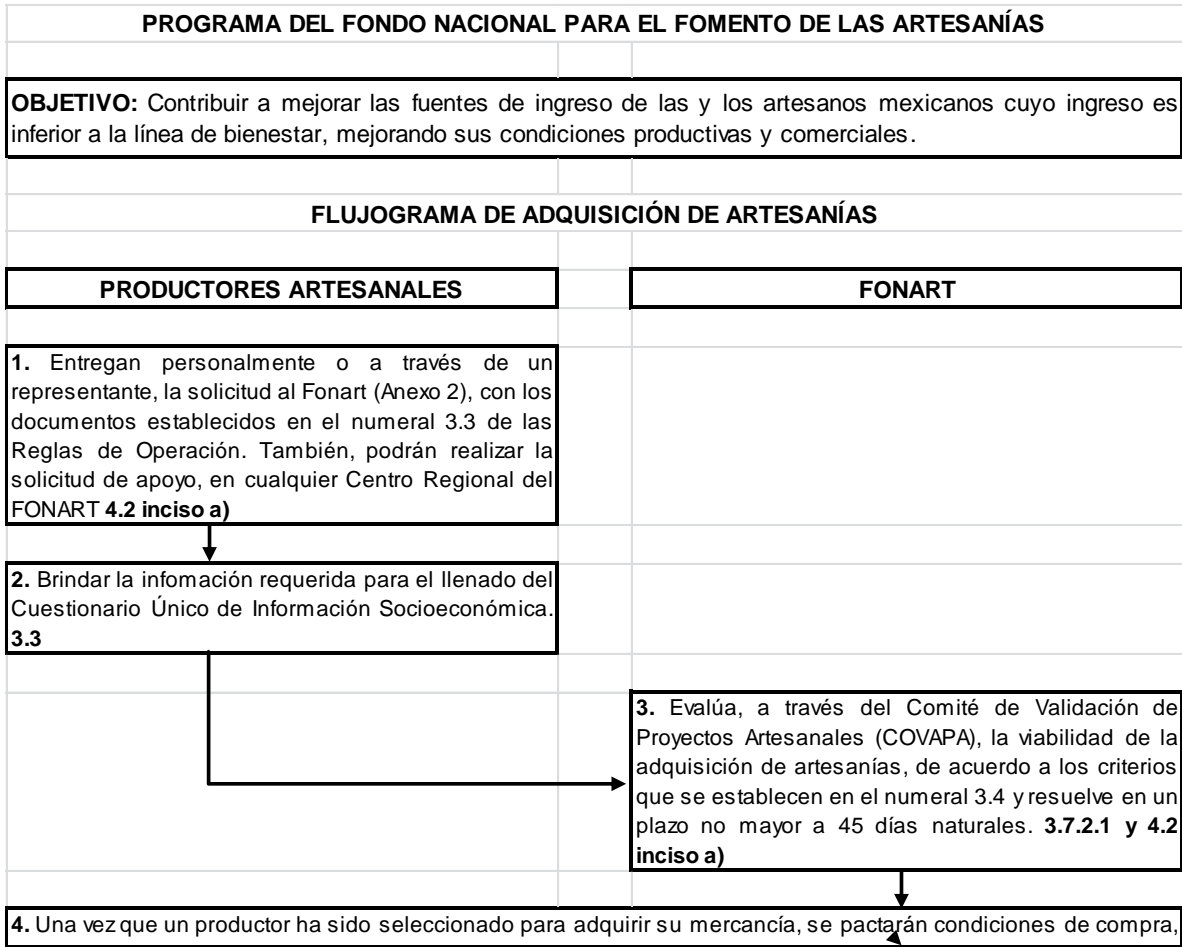 PROGRAMA DEL FONDO NACIONAL PARA EL FOMENTO DE LAS ARTESANÍAS
OBJETIVO: Contribuir a mejorar las fuentes de ingreso de las y los artesanos mexicanos cuyo ingreso es
inferior a la línea de bienestar, mejorando sus condiciones productivas y comerciales.
FLUJOGRAMA DE ADQUISICIÓN DE ARTESANÍAS
PRODUCTORES ARTESANALES
FONART
1. Entregan personalmente o a través de un
representante, la solicitud al Fonart (Anexo 2), con los
documentos establecidos en el numeral 3.3 de las
Reglas de Operación. También, podrán realizar la
solicitud de apoyo, en cualquier Centro Regional del
FONART 4.2 inciso a)
2. Brindar la infomación requerida para el llenado del
Cuestionario Único de Información Socioeconómica.
3.3
3. Evalúa, a través del Comité de Validación de
Proyectos Artesanales (COVAPA), la viabilidad de la
adquisición de artesanías, de acuerdo a los criterios
que se establecen en el numeral 3.4 y resuelve en un
plazo no mayor a 45 días naturales. 3.7.2.1 y 4.2
inciso a)
4. Una vez que un productor ha sido seleccionado para adquirir su mercancía, se pactarán condiciones de compra,